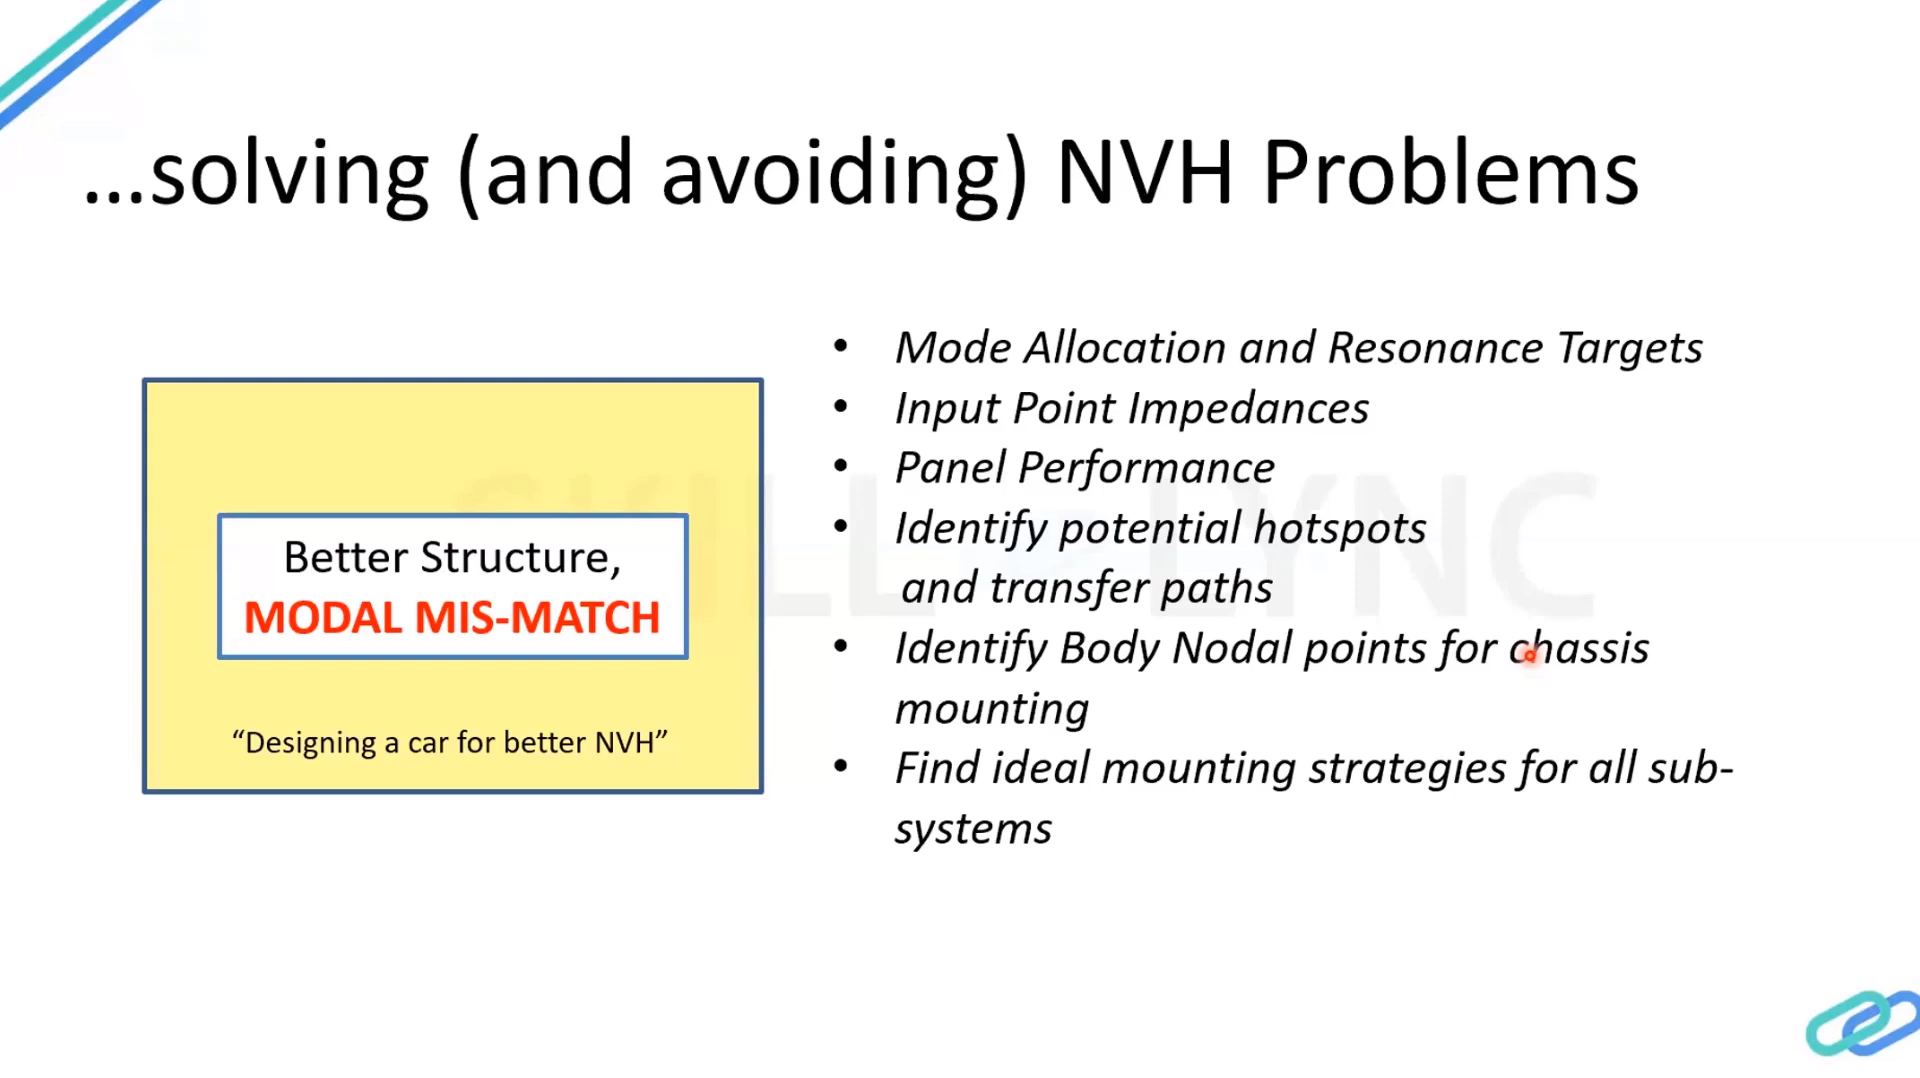 ...solving (and avoiding) NVH Problems
Better Structure,
MODAL MIS-MATCH
“Designing a car for better NVH”
• Mode Allocation and Resonance Targets
• Input Point Impedances
• Panel Performance
• Identify potential hotspots
and transfer paths
• Identify Body Nodal points for chassis
mounting
• Find ideal mounting strategies for all sub-
systems
SKILL LYNC